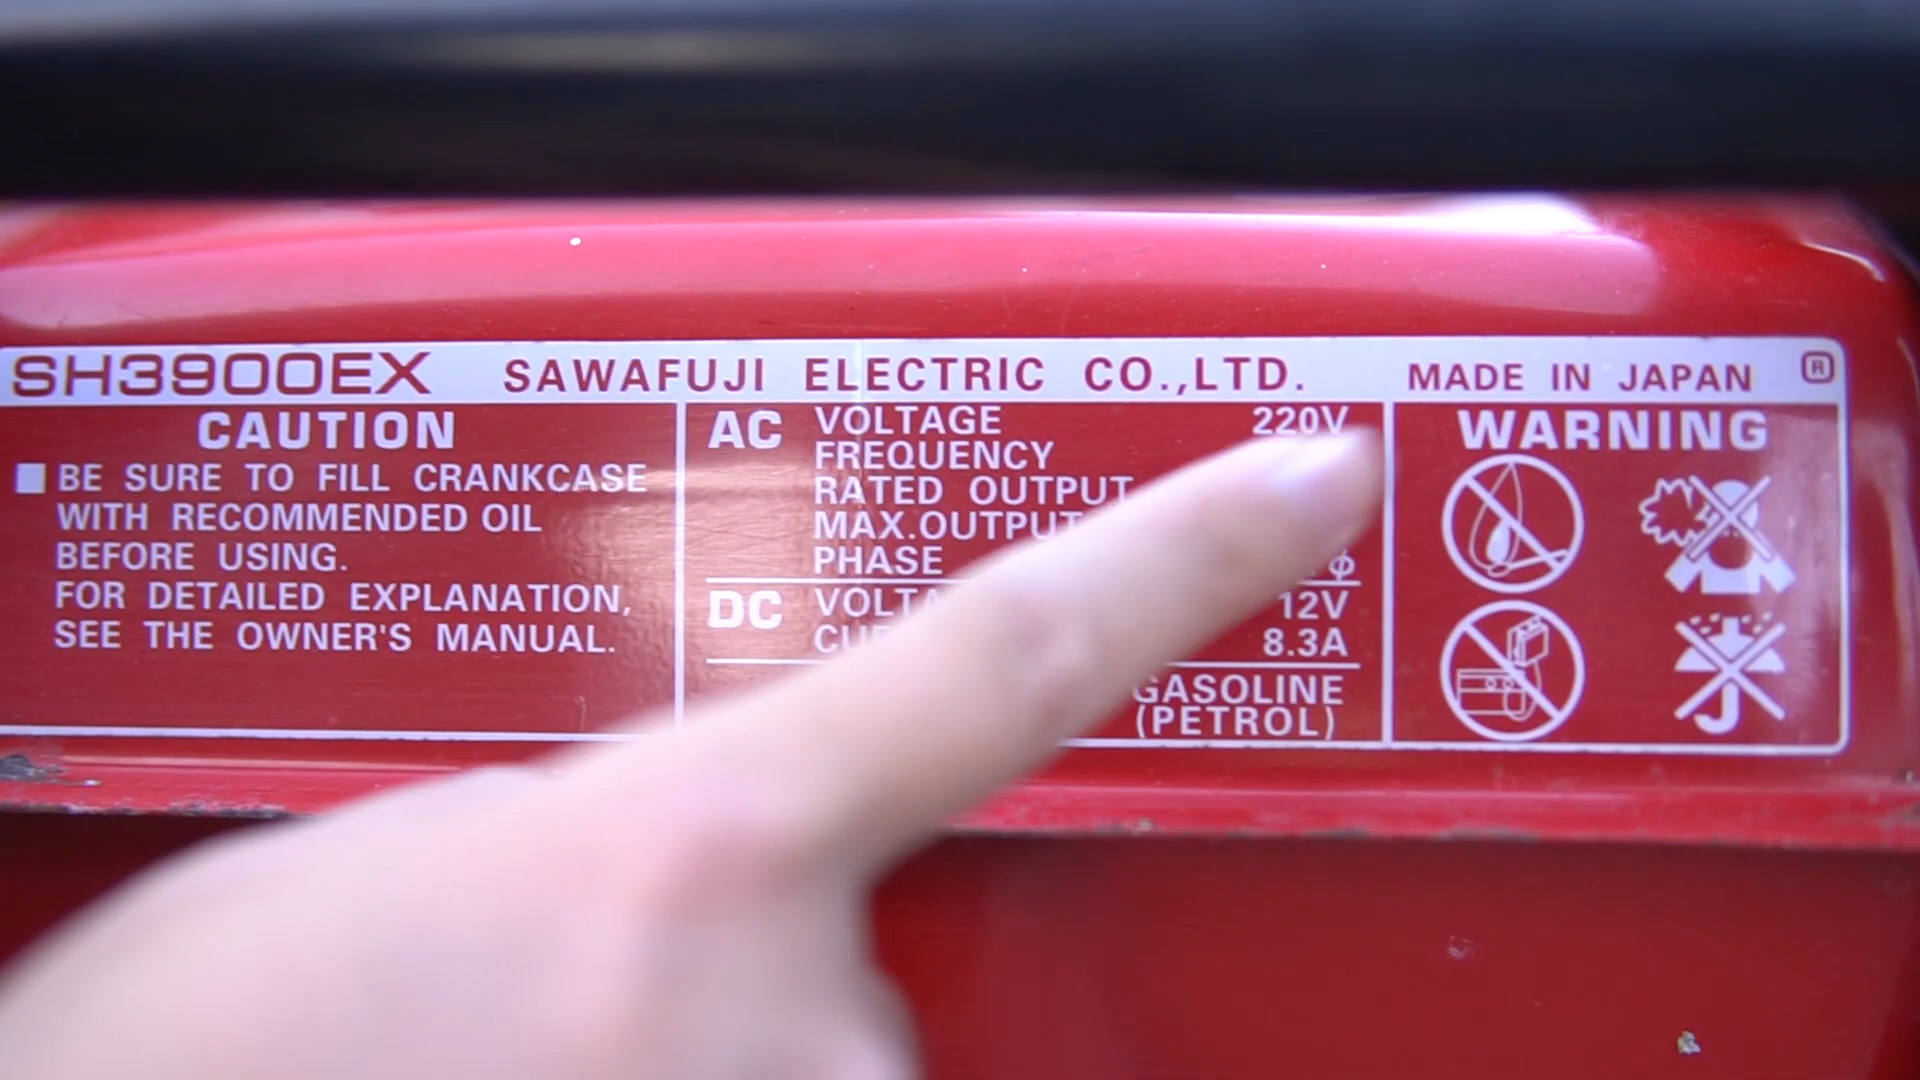 SH3900EX SAWAFUJI ELECTRIC CO.,LTD. MADE IN JAPAN ®
CAUTION
BE SURE TO FILL CRANKCASE
WITH RECOMMENDED OIL
BEFORE USING.
FOR DETAILED EXPLANATION,
SEE THE OWNER'S MANUAL.
AC VOLTAGE 220V
FREQUENCY
RATED OUTPUT
MAX.OUTPUT
PHASE φ
DC 12V
8.3A
GASOLINE
(PETROL)
WARNING